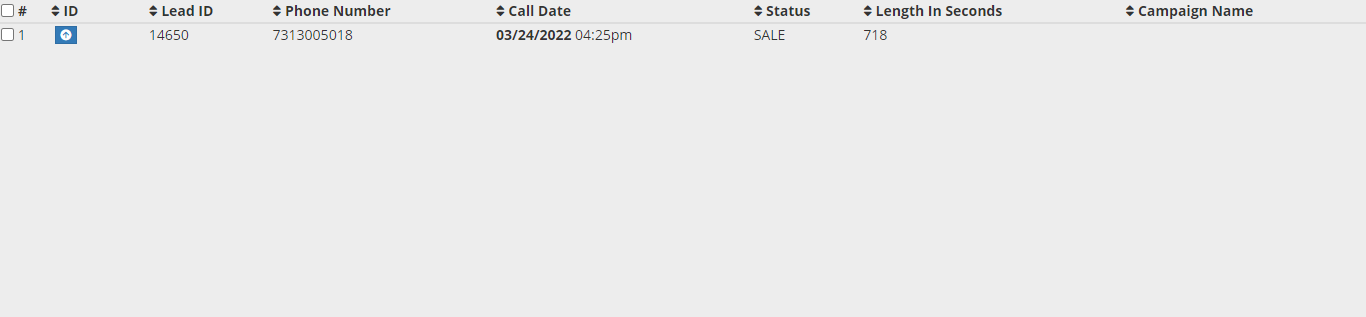 # ID Lead ID Phone Number Call Date Status Length In Seconds Campaign Name
1 14650 7313005018 03/24/2022 04:25pm SALE 718